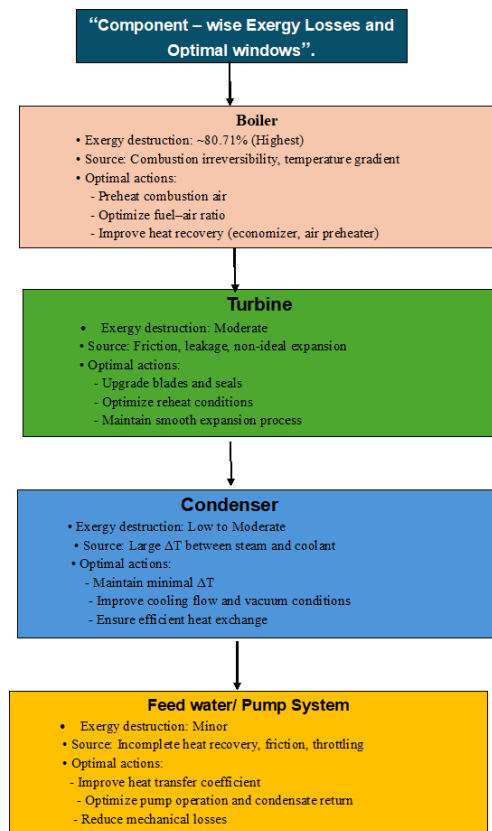 “Component – wise Exergy Losses and
Optimal windows”.
Boiler
• Exergy destruction: ~80.71% (Highest)
• Source: Combustion irreversibility, temperature gradient
• Optimal actions:
- Preheat combustion air
- Optimize fuel–air ratio
- Improve heat recovery (economizer, air preheater)
Turbine
• Exergy destruction: Moderate
• Source: Friction, leakage, non-ideal expansion
• Optimal actions:
- Upgrade blades and seals
- Optimize reheat conditions
- Maintain smooth expansion process
Condenser
• Exergy destruction: Low to Moderate
• Source: Large ΔT between steam and coolant
• Optimal actions:
- Maintain minimal ΔT
- Improve cooling flow and vacuum conditions
- Ensure efficient heat exchange
Feed water/ Pump System
• Exergy destruction: Minor
• Source: Incomplete heat recovery, friction, throttling
• Optimal actions:
- Improve heat transfer coefficient
- Optimize pump operation and condensate return
- Reduce mechanical losses